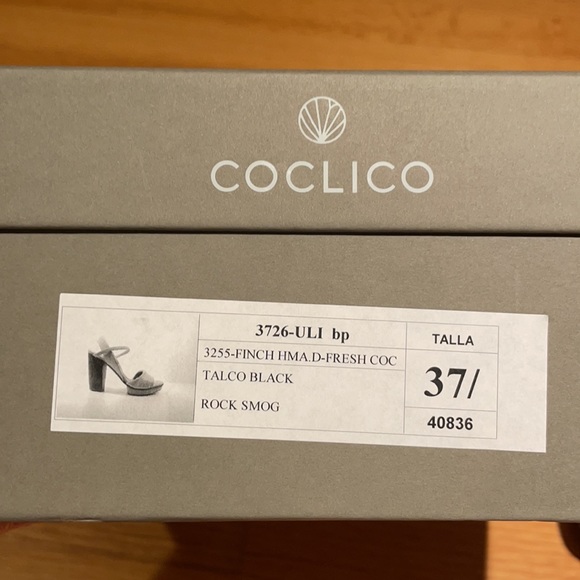 COCLICO
3726-ULI bp
3255-FINCH HMA.D-FRESH COC
TALCO BLACK
ROCK SMOG
TALLA
37/
40836